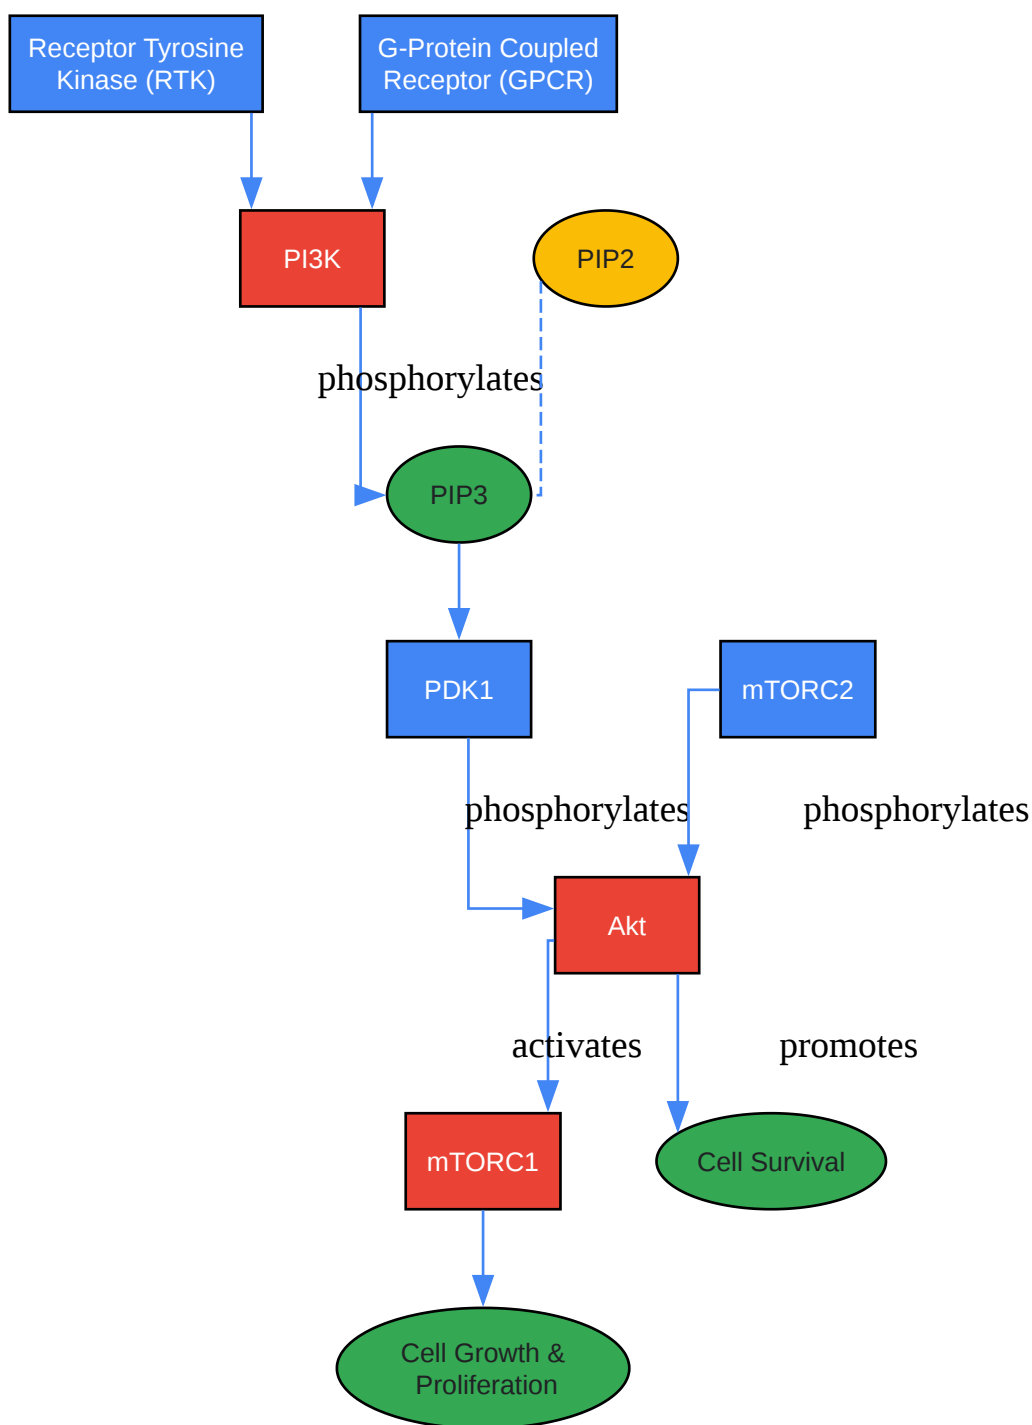 Receptor Tyrosine
Kinase (RTK)
G-Protein Coupled
Receptor (GPCR)
PI3K
PIP2
phosphorylates
PIP3
PDK1
mTORC2
phosphorylates
phosphorylates
Akt
activates
promotes
mTORC1
Cell Survival
Cell Growth &
Proliferation